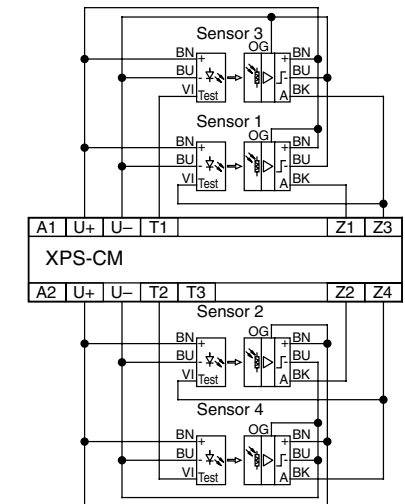 Sensor 3
OG
BN + BN
BU - - BU
VI Test A BK
Sensor 1
OG
BN + BN
BU - - BU
VI Test A BK
A1 U+ U– T1 Z1 Z3
XPS-CM
A2 U+ U– T2 T3 Z2 Z4
Sensor 2
OG
BN + + BN
BU - - BU
VI Test A BK
Sensor 4
OG
BN + + BN
BU - - BU
VI Test A BK